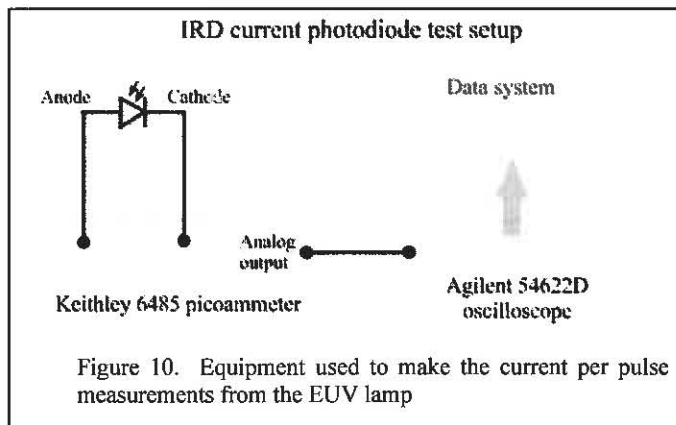 IRD current photodiode test setup
Anode
Cathode
Data system
Analog
output
Keithley 6485 picoammeter
Agilent 54622D
oscilloscope
Figure 10. Equipment used to make the current per pulse
measurements from the EUV lamp